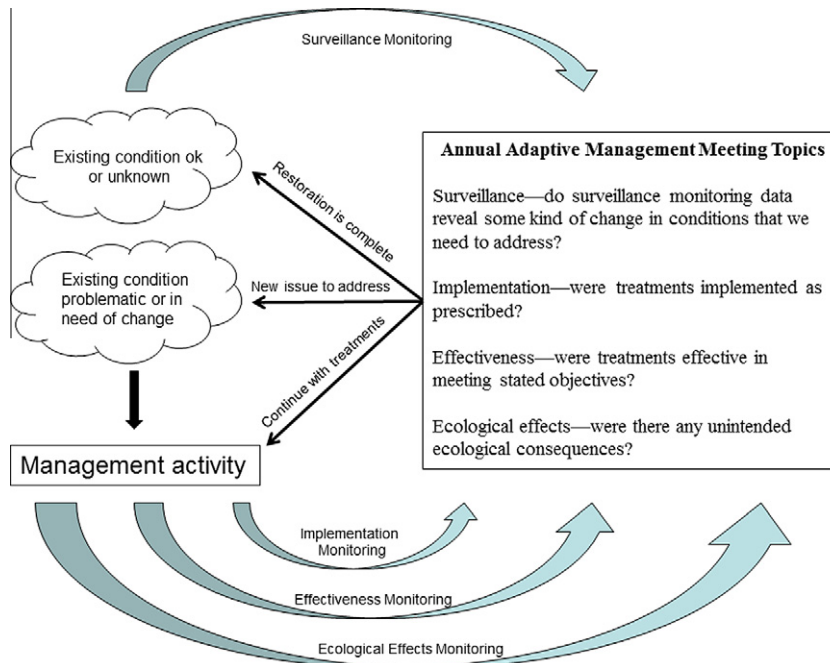 Surveillance Monitoring
Existing condition ok
or unknown
Restoration is complete
Existing condition
problematic or in
need of change
New issue to address
Continue with treatments
Management activity
Annual Adaptive Management Meeting Topics
Surveillance—do surveillance monitoring data
reveal some kind of change in conditions that we
need to address?
Implementation—were treatments implemented as
prescribed?
Effectiveness—were treatments effective in
meeting stated objectives?
Ecological effects—were there any unintended
ecological consequences?
Implementation
Monitoring
Effectiveness Monitoring
Ecological Effects Monitoring